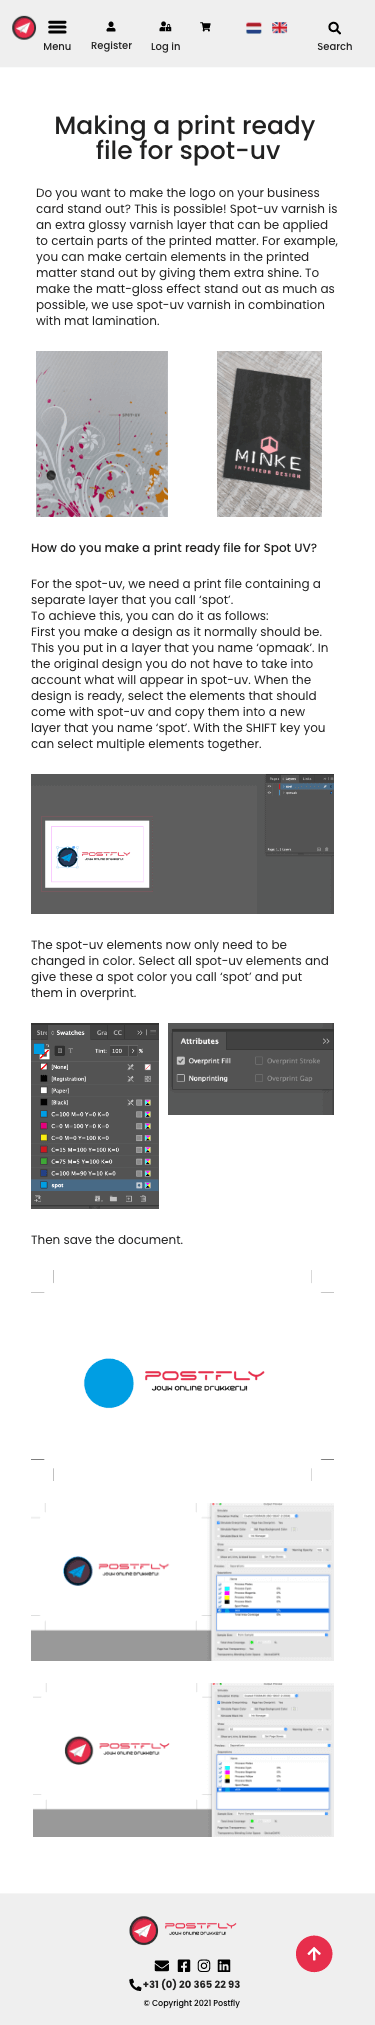 Menu
Register
Log in
Search
Making a print ready
file for spot-uv
Do you want to make the logo on your business
card stand out? This is possible! Spot-uv varnish is
an extra glossy varnish layer that can be applied
to certain parts of the printed matter. For example,
you can make certain elements in the printed
matter stand out by giving them extra shine. To
make the matt-gloss effect stand out as much as
possible, we use spot-uv varnish in combination
with mat lamination.
SPOT-UV
MINKE
INTERIEUR DESIGN
How do you make a print ready file for Spot UV?
For the spot-uv, we need a print file containing a
separate layer that you call ‘spot’.
To achieve this, you can do it as follows:
First you make a design as it normally should be.
This you put in a layer that you name ‘opmaak’. In
the original design you do not have to take into
account what will appear in spot-uv. When the
design is ready, select the elements that should
come with spot-uv and copy them into a new
layer that you name ‘spot’. With the SHIFT key you
can select multiple elements together.
POSTFLY
JOUW ONLINE DRUKKERIJ!
The spot-uv elements now only need to be
changed in color. Select all spot-uv elements and
give these a spot color you call ‘spot’ and put
them in overprint.
Swatches
Gra
CC
Tint: 100 %
[None]
[Registration]
[Paper]
[Black]
C=100 M=0 Y=0 K=0
C=0 M=100 Y=0 K=0
C=0 M=0 Y=100 K=0
C=15 M=100 Y=100 K=0
C=75 M=5 Y=100 K=0
C=100 M=90 Y=10 K=0
spot
Attributes
Overprint Fill
Overprint Stroke
Nonprinting
Overprint Gap
Then save the document.
POSTFLY
JOUW ONLINE DRUKKERIJ!
POSTFLY
JOUW ONLINE DRUKKERIJ!
POSTFLY
JOUW ONLINE DRUKKERIJ!
POSTFLY
JOUW ONLINE DRUKKERIJ!
+31 (0) 20 365 22 93
© Copyright 2021 Postfly